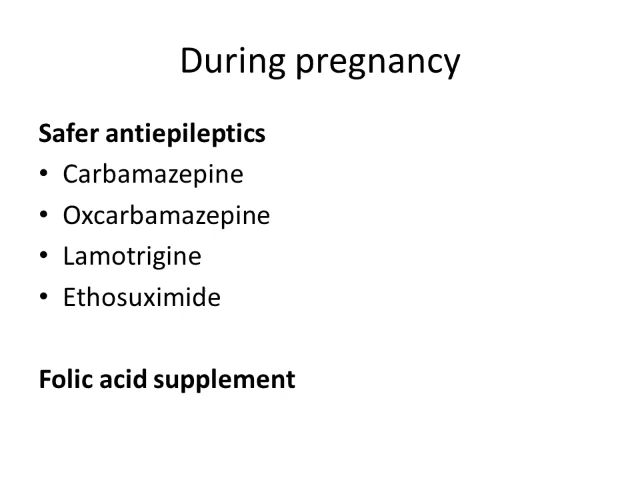 During pregnancy
Safer antiepileptics
• Carbamazepine
• Oxcarbamazepine
• Lamotrigine
• Ethosuximide
Folic acid supplement